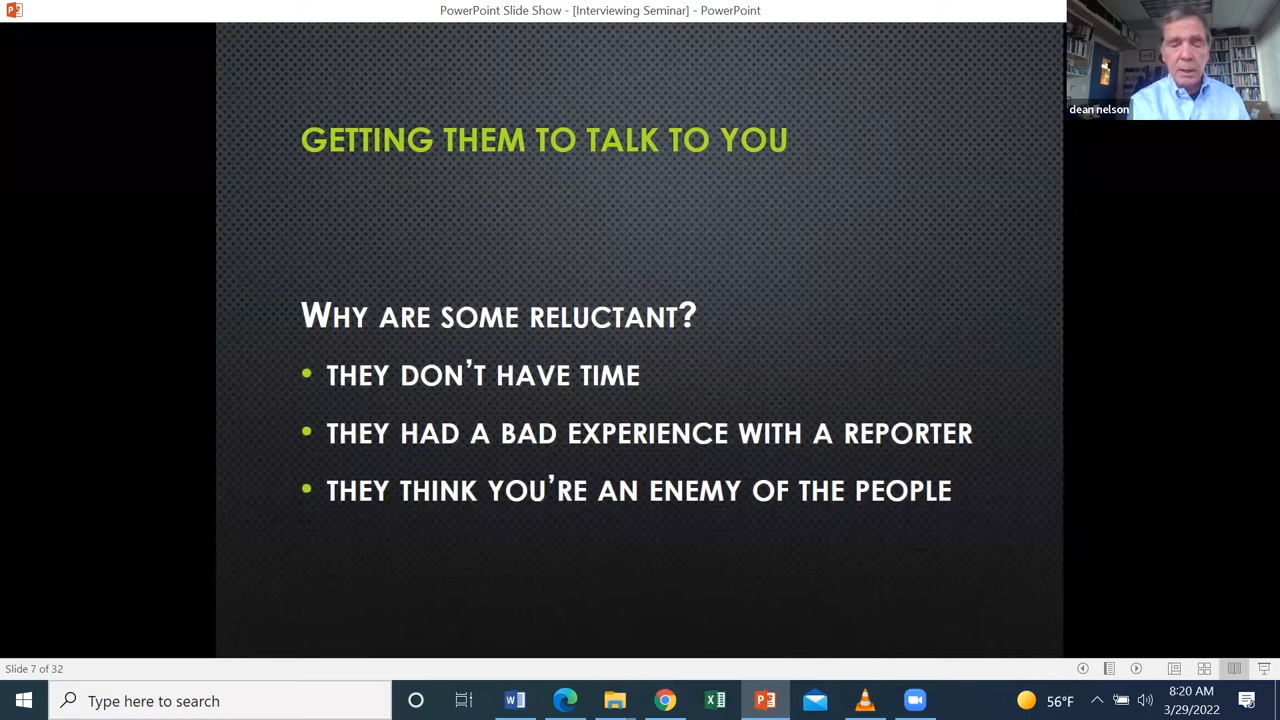 PowerPoint Slide Show - [Interviewing Seminar] - PowerPoint
dean nelson
GETTING THEM TO TALK TO YOU
WHY ARE SOME RELUCTANT?
• THEY DON'T HAVE TIME
• THEY HAD A BAD EXPERIENCE WITH A REPORTER
• THEY THINK YOU'RE AN ENEMY OF THE PEOPLE
Slide 7 of 32
Type here to search
56°F
8:20 AM
3/29/2022